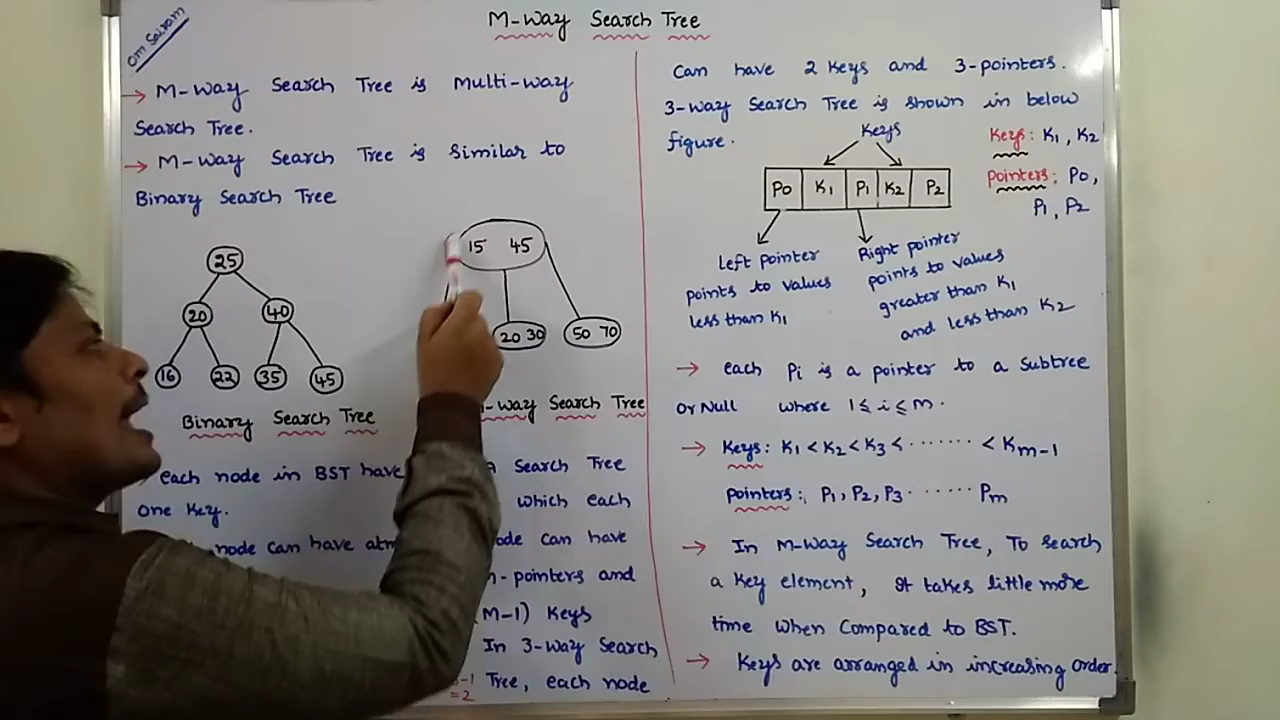 M-Way Search Tree
Om Sairam
→ M-Way Search Tree is Multi-way
Search Tree.
→ M-Way Search Tree is similar to
Binary Search Tree
25
20 40
16 22 35 45
Binary Search Tree
15 45
20 30 50 70
-way Search Tree
each node in BST have
one Key.
node can have
Search Tree
which each
can have
-pointers and
(M-1) Keys
In 3-way Search
Tree, each node
-1
=2
Can have 2 Keys and 3-pointers.
3-way Search Tree is shown in below
figure.
Keys
Keys: K1, K2
Pointers: P0,
P1, P2
P0 K1 P1 K2 P2
Left pointer
points to values
less than K1
Right pointer
points to values
greater than K1
and less than K2
→ each Pi is a pointer to a subtree
or Null where 1 ≤ i ≤ m.
→ Keys: K1 < K2 < K3 < ....... < Km-1
pointers: P1, P2, P3 ...... Pm
→ In M-Way Search Tree, To search
a Key element, It takes little more
time when compared to BST.
→ Keys are arranged in increasing order.